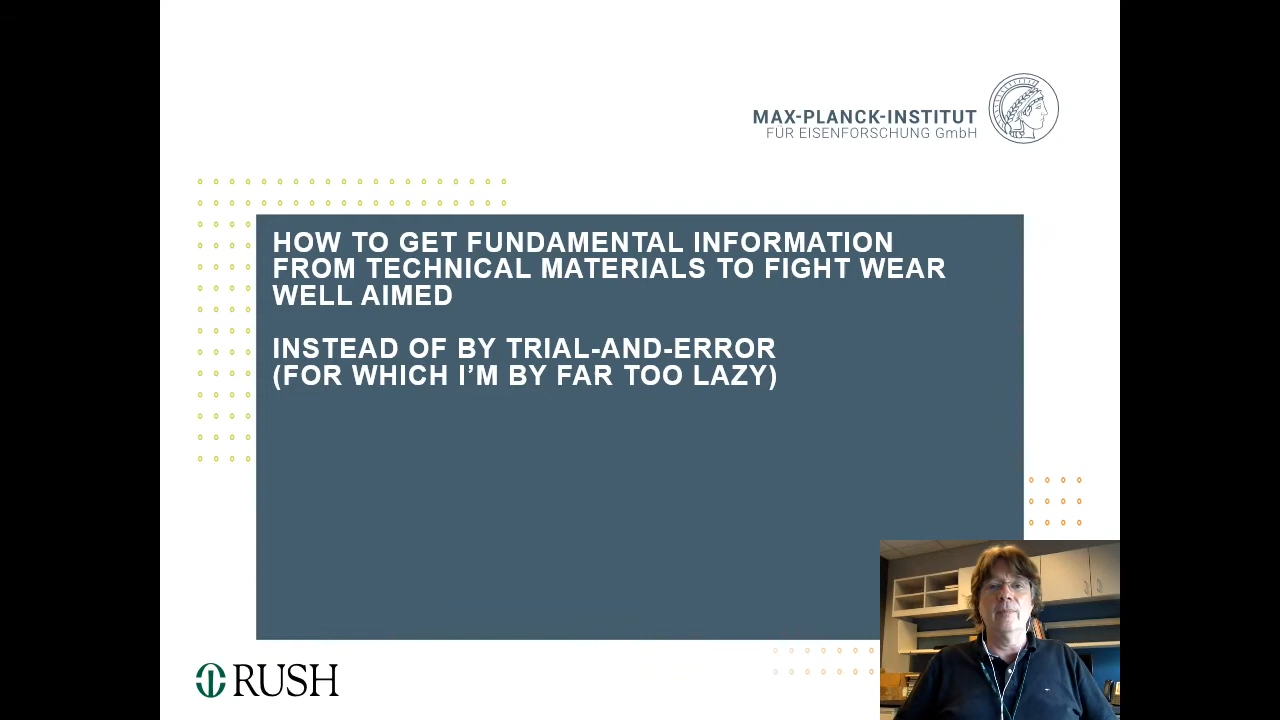 MAX-PLANCK-INSTITUT
FÜR EISENFORSCHUNG GmbH
HOW TO GET FUNDAMENTAL INFORMATION
FROM TECHNICAL MATERIALS TO FIGHT WEAR
WELL AIMED
INSTEAD OF BY TRIAL-AND-ERROR
(FOR WHICH I’M BY FAR TOO LAZY)
RUSH